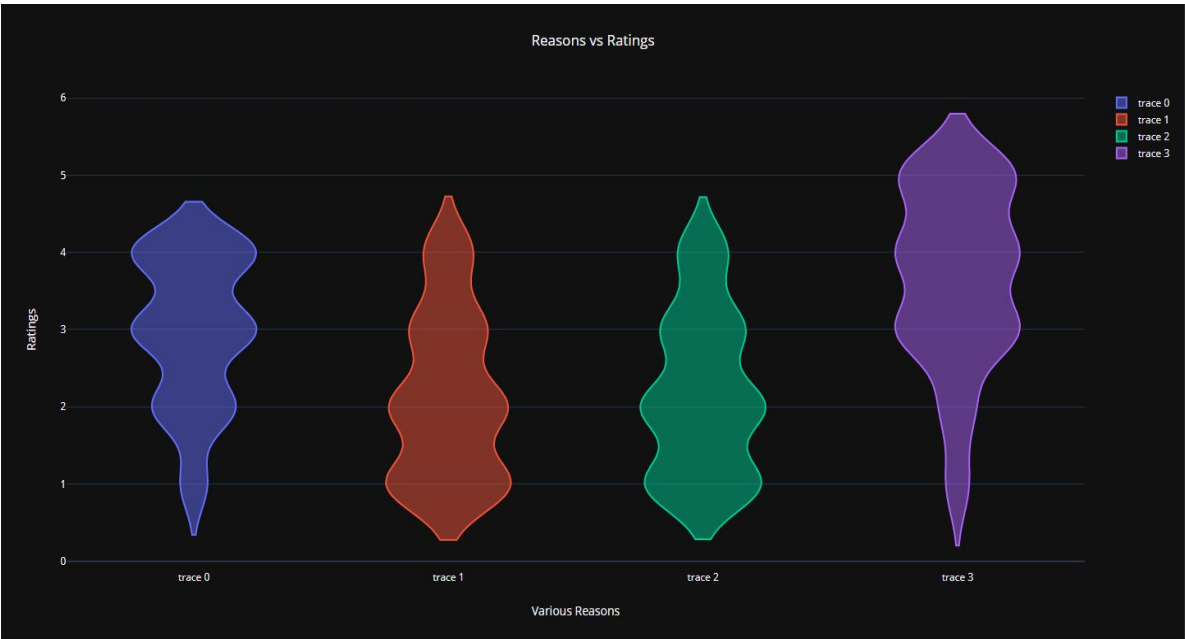 Reasons vs Ratings
6
5
4
3
2
1
0
Ratings
trace 0
trace 1
trace 2
trace 3
Various Reasons
trace 0
trace 1
trace 2
trace 3